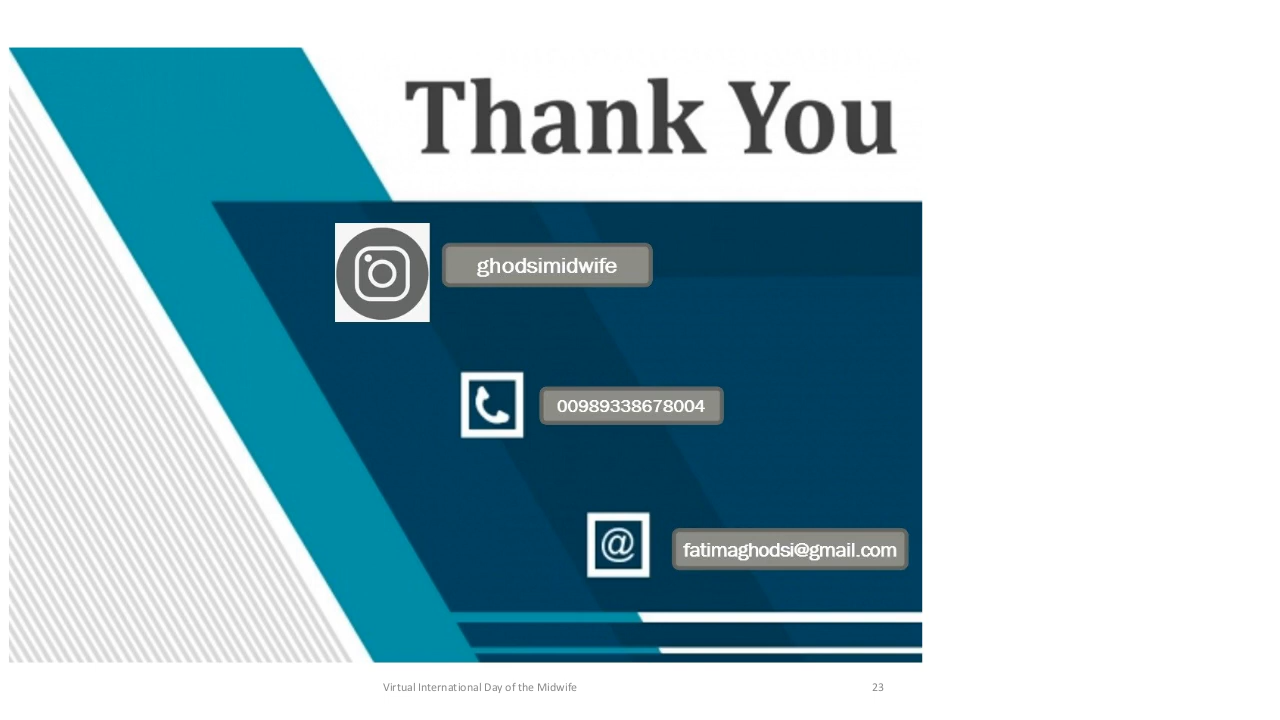 Thank You
ghodsimidwife
00989338678004
@
fatimaghodsi@gmail.com
Virtual International Day of the Midwife
23